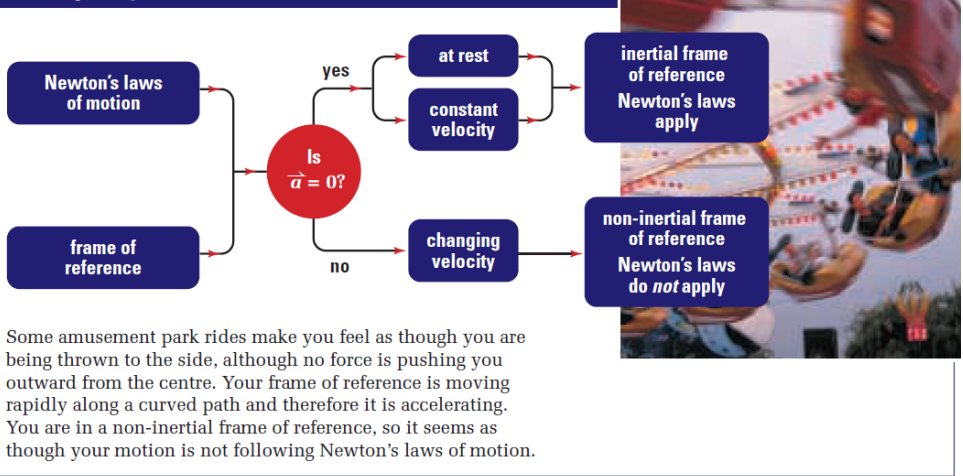 Newton's laws
of motion
frame of
reference
Is
a⃗ = 0?
yes
no
at rest
constant
velocity
changing
velocity
inertial frame
of reference
Newton's laws
apply
non-inertial frame
of reference
Newton's laws
do not apply
Some amusement park rides make you feel as though you are
being thrown to the side, although no force is pushing you
outward from the centre. Your frame of reference is moving
rapidly along a curved path and therefore it is accelerating.
You are in a non-inertial frame of reference, so it seems as
though your motion is not following Newton's laws of motion.